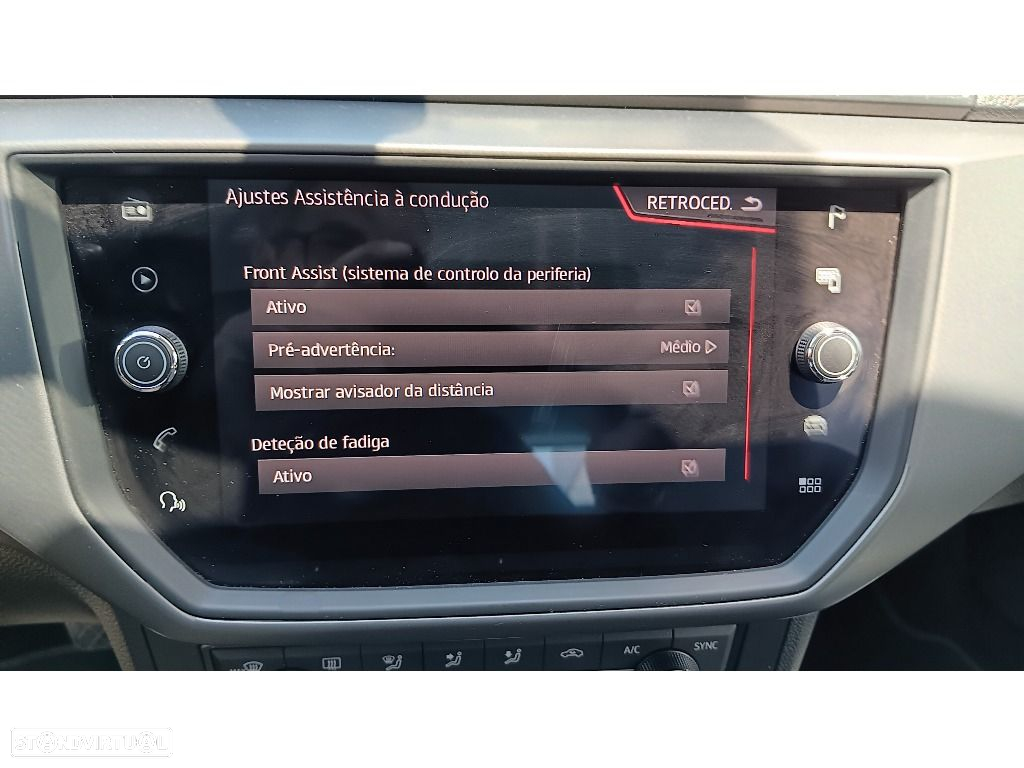 Ajustes Assistência à condução
RETROCED.
Front Assist (sistema de controlo da periferia)
Ativo
Pré-advertência: Médio
Mostrar avisador da distância
Deteção de fadiga
Ativo
A/C
SYNC
STANDVIRTUAL